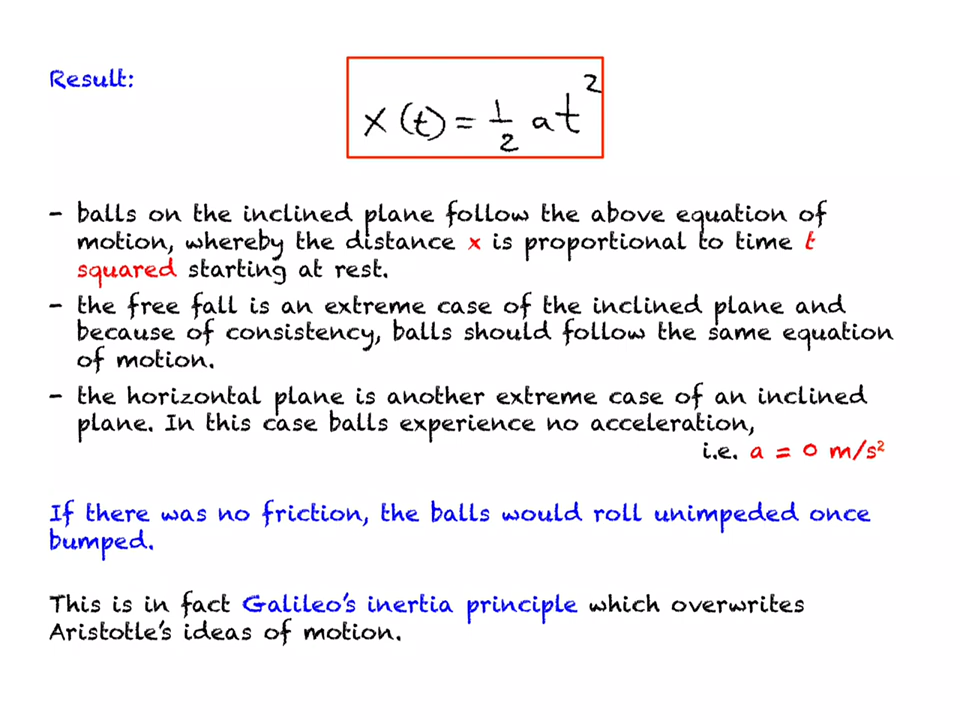 Result:
x (t) = 1/2 at²
- balls on the inclined plane follow the above equation of
motion, whereby the distance x is proportional to time t
squared starting at rest.
- the free fall is an extreme case of the inclined plane and
because of consistency, balls should follow the same equation
of motion.
- the horizontal plane is another extreme case of an inclined
plane. In this case balls experience no acceleration,
i.e. a = 0 m/s²
If there was no friction, the balls would roll unimpeded once
bumped.
This is in fact Galileo's inertia principle which overwrites
Aristotle's ideas of motion.